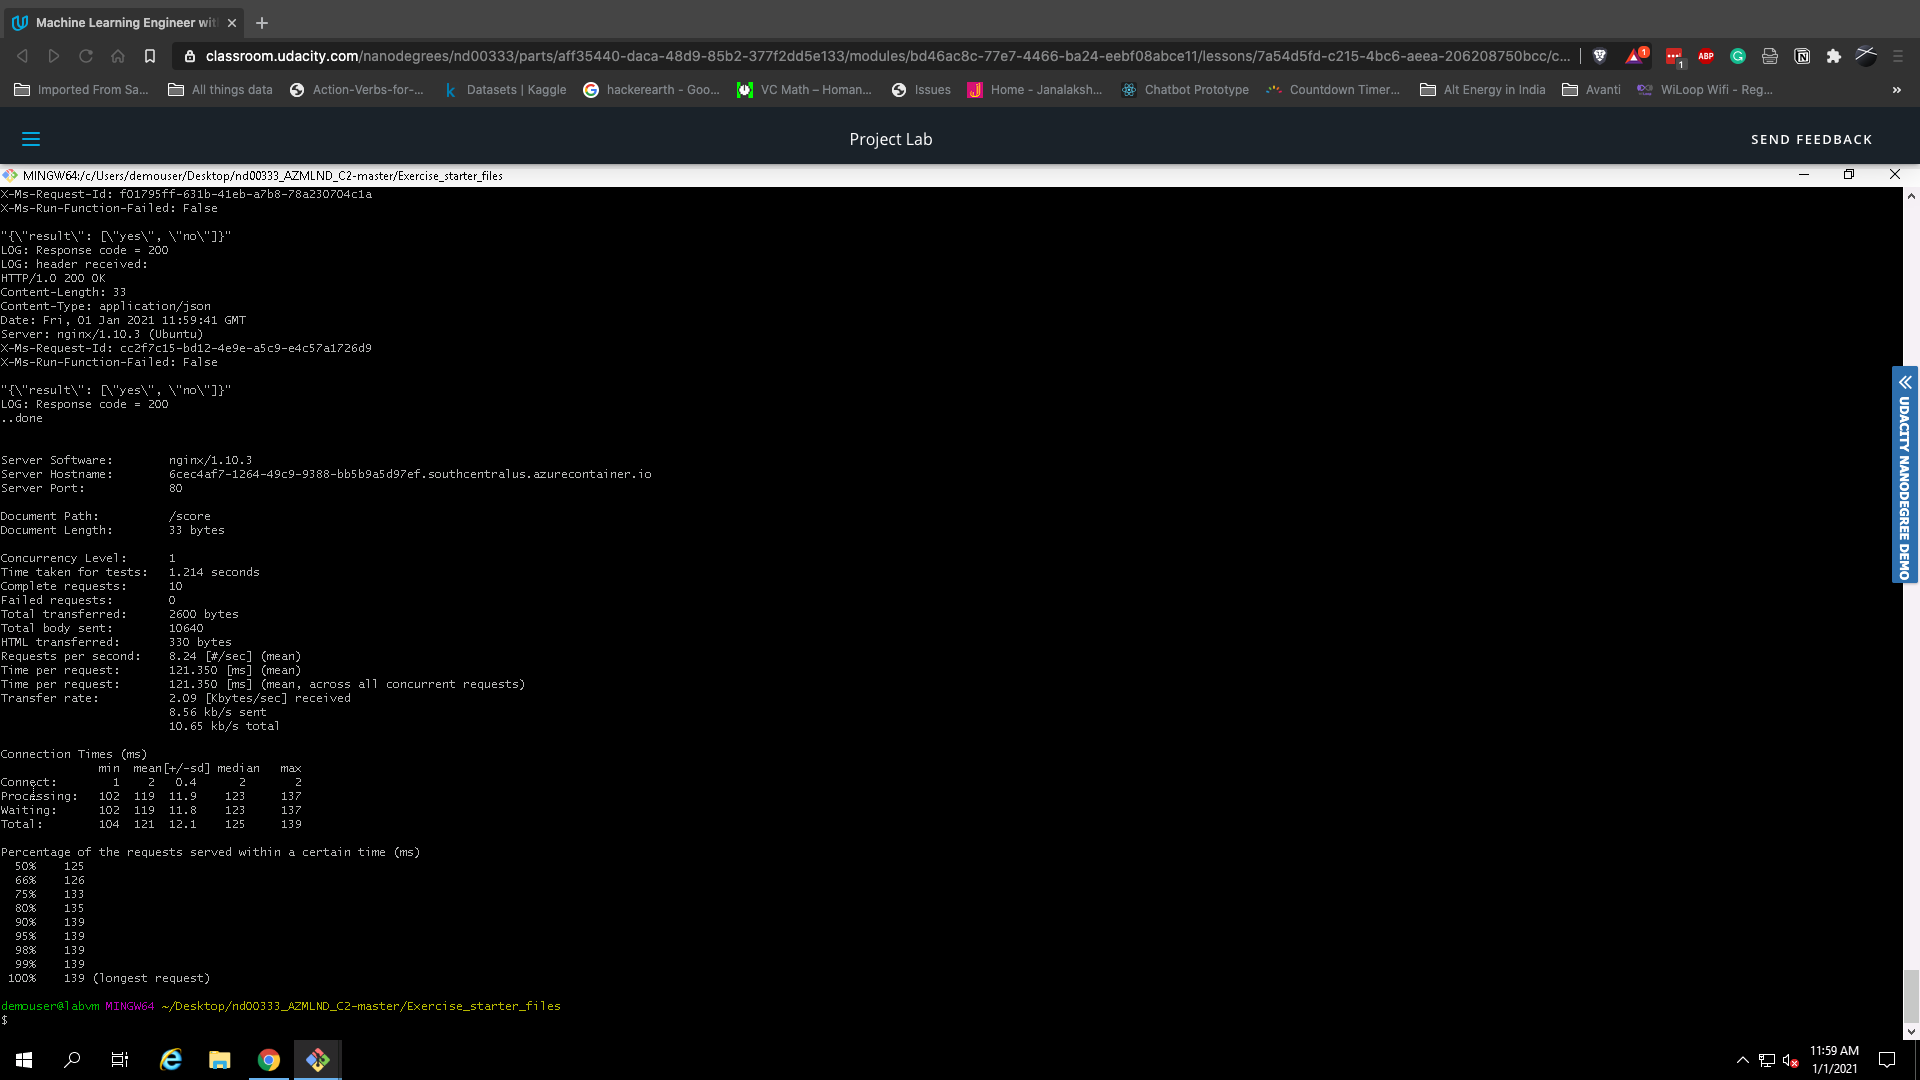 Machine Learning Engineer wit
classroom.udacity.com/nanodegrees/nd00333/parts/aff35440-daca-48d9-85b2-377f2dd5e133/modules/bd46ac8c-77e7-4466-ba24-eebf08abce11/lessons/7a54d5fd-c215-4bc6-aeea-206208750bcc/c...
1
1
ABP
Imported From Sa... All things data Action-Verbs-for-... Datasets | Kaggle hackerearth - Goo... VC Math – Homan... Issues Home - Janalaksh... Chatbot Prototype Countdown Timer... Alt Energy in India Avanti WiLoop Wifi - Reg... »
Project Lab
SEND FEEDBACK
MINGW64:/c/Users/demouser/Desktop/nd00333_AZMLND_C2-master/Exercise_starter_files
X-Ms-Request-Id: f01795ff-631b-41eb-a7b8-78a230704c1a
X-Ms-Run-Function-Failed: False
"{\"result\": [\"yes\", \"no\"]}"
LOG: Response code = 200
LOG: header received:
HTTP/1.0 200 OK
Content-Length: 33
Content-Type: application/json
Date: Fri, 01 Jan 2021 11:59:41 GMT
Server: nginx/1.10.3 (Ubuntu)
X-Ms-Request-Id: cc2f7c15-bd12-4e9e-a5c9-e4c57a1726d9
X-Ms-Run-Function-Failed: False
"{\"result\": [\"yes\", \"no\"]}"
LOG: Response code = 200
..done
Server Software: nginx/1.10.3
Server Hostname: 6cec4af7-1264-49c9-9388-bb5b9a5d97ef.southcentralus.azurecontainer.io
Server Port: 80
Document Path: /score
Document Length: 33 bytes
Concurrency Level: 1
Time taken for tests: 1.214 seconds
Complete requests: 10
Failed requests: 0
Total transferred: 2600 bytes
Total body sent: 10640
HTML transferred: 330 bytes
Requests per second: 8.24 [#/sec] (mean)
Time per request: 121.350 [ms] (mean)
Time per request: 121.350 [ms] (mean, across all concurrent requests)
Transfer rate: 2.09 [Kbytes/sec] received
8.56 kb/s sent
10.65 kb/s total
Connection Times (ms)
min mean[+/-sd] median max
Connect: 1 2 0.4 2 2
Processing: 102 119 11.9 123 137
Waiting: 102 119 11.8 123 137
Total: 104 121 12.1 125 139
Percentage of the requests served within a certain time (ms)
50% 125
66% 126
75% 133
80% 135
90% 139
95% 139
98% 139
99% 139
100% 139 (longest request)
demouser@labvm MINGW64 ~/Desktop/nd00333_AZMLND_C2-master/Exercise_starter_files
$
UDACITY NANODEGREE DEMO
11:59 AM
1/1/2021